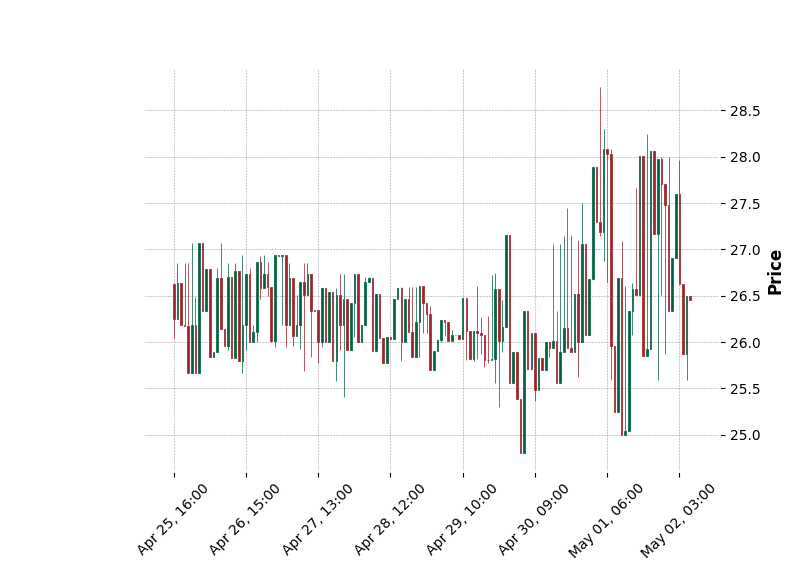 28.5
28.0
27.5
27.0
26.5
26.0
25.5
25.0
Price
Apr 25, 16:00
Apr 26, 15:00
Apr 27, 13:00
Apr 28, 12:00
Apr 29, 10:00
Apr 30, 09:00
May 01, 06:00
May 02, 03:00